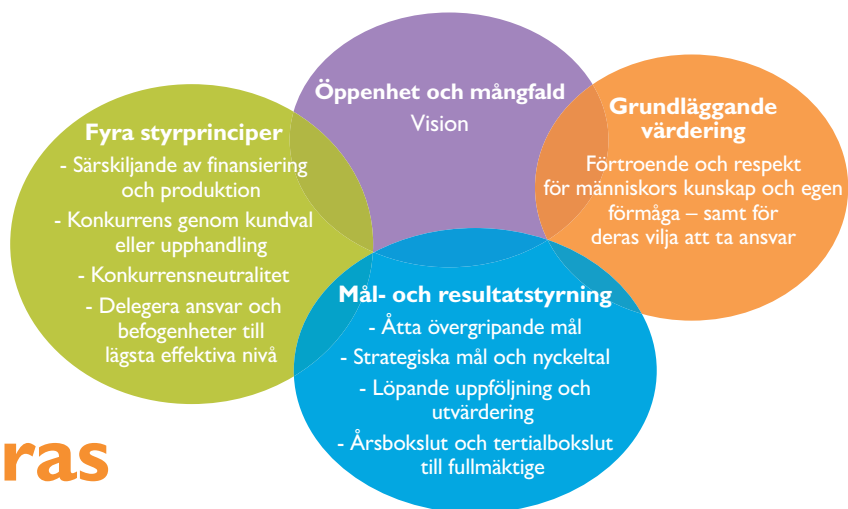 Öppenhet och mångfald
Vision
Fyra styrprinciper
- Särskiljande av finansiering
och produktion
- Konkurrens genom kundval
eller upphandling
- Konkurrensneutralitet
- Delegera ansvar och
befogenheter till
lägsta effektiva nivå
Grundläggande
värdering
Förtroende och respekt
för människors kunskap och egen
förmåga – samt för
deras vilja att ta ansvar
Mål- och resultatstyrning
- Åtta övergripande mål
- Strategiska mål och nyckeltal
- Löpande uppföljning och
utvärdering
- Årsbokslut och tertialbokslut
till fullmäktige
ras